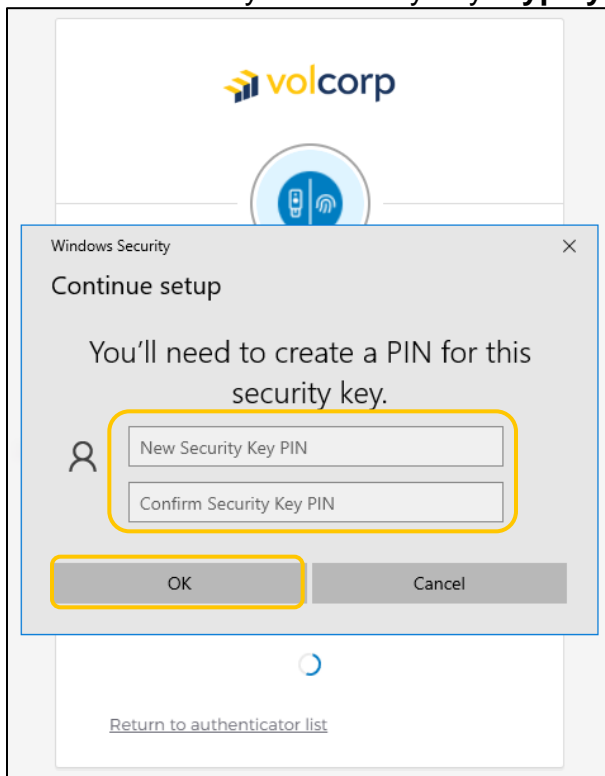 volcorp
Windows Security
Continue setup
You'll need to create a PIN for this
security key.
New Security Key PIN
Confirm Security Key PIN
OK
Cancel
Return to authenticator list